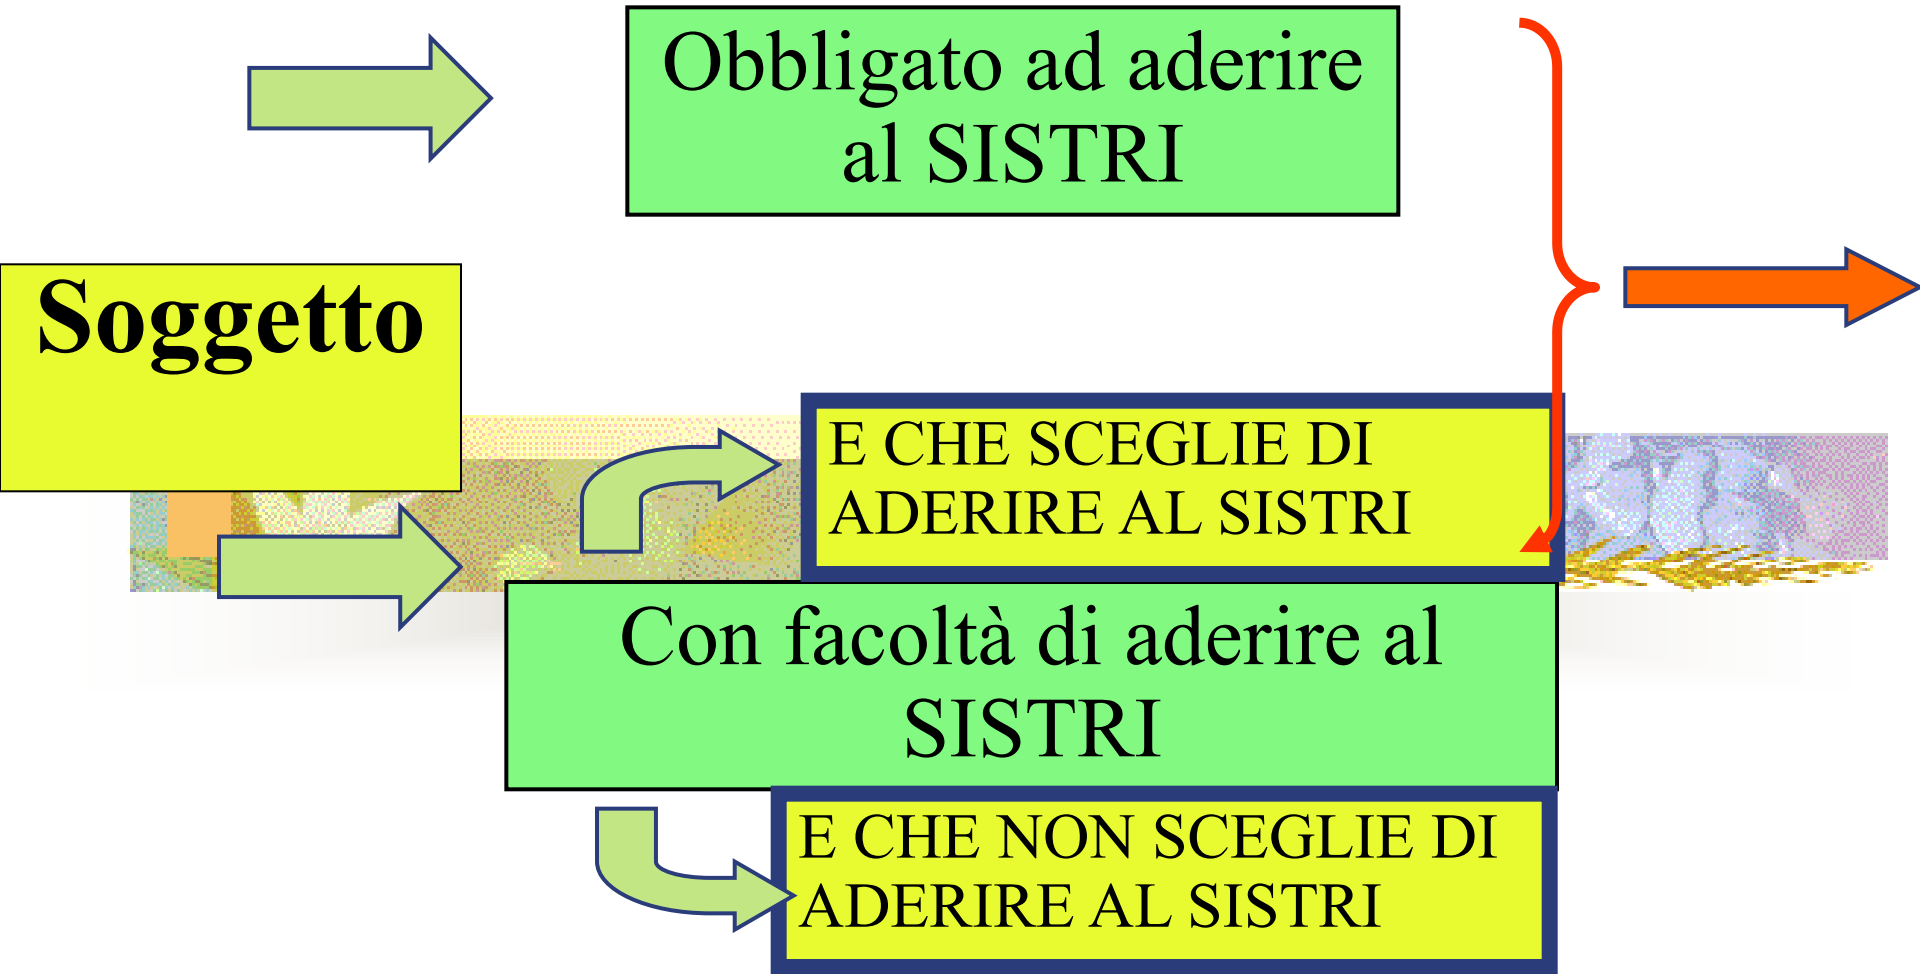 Obbligato ad aderire
al SISTRI
Soggetto
E CHE SCEGLIE DI
ADERIRE AL SISTRI
Con facoltà di aderire al
SISTRI
E CHE NON SCEGLIE DI
ADERIRE AL SISTRI